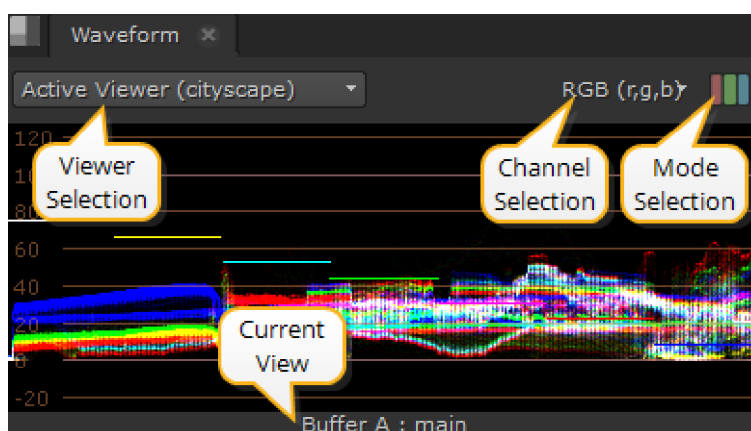 Waveform
Active Viewer (cityscape)
RGB (r,g,b)
120
Viewer
Selection
Channel
Selection
Mode
Selection
80
60
40
20
Current
View
0
-20
Buffer A : main